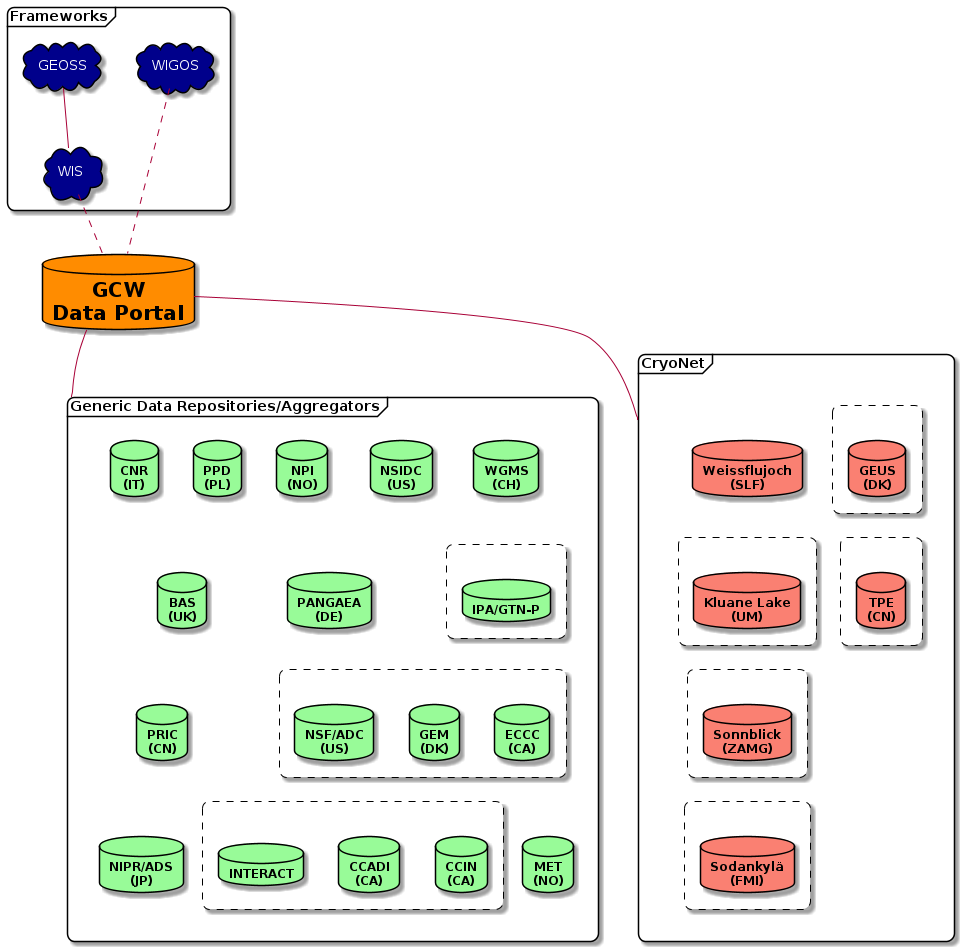 Frameworks
GEOSS
WIGOS
WIS
GCW
Data Portal
Generic Data Repositories/Aggregators
CNR
(IT)
PPD
(PL)
NPI
(NO)
NSIDC
(US)
WGMS
(CH)
BAS
(UK)
PANGAEA
(DE)
IPA/GTN-P
PRIC
(CN)
NSF/ADC
(US)
GEM
(DK)
ECCC
(CA)
NIPR/ADS
(JP)
INTERACT
CCADI
(CA)
CCIN
(CA)
MET
(NO)
CryoNet
Weissflujoch
(SLF)
GEUS
(DK)
Kluane Lake
(UM)
TPE
(CN)
Sonnblick
(ZAMG)
Sodankylä
(FMI)